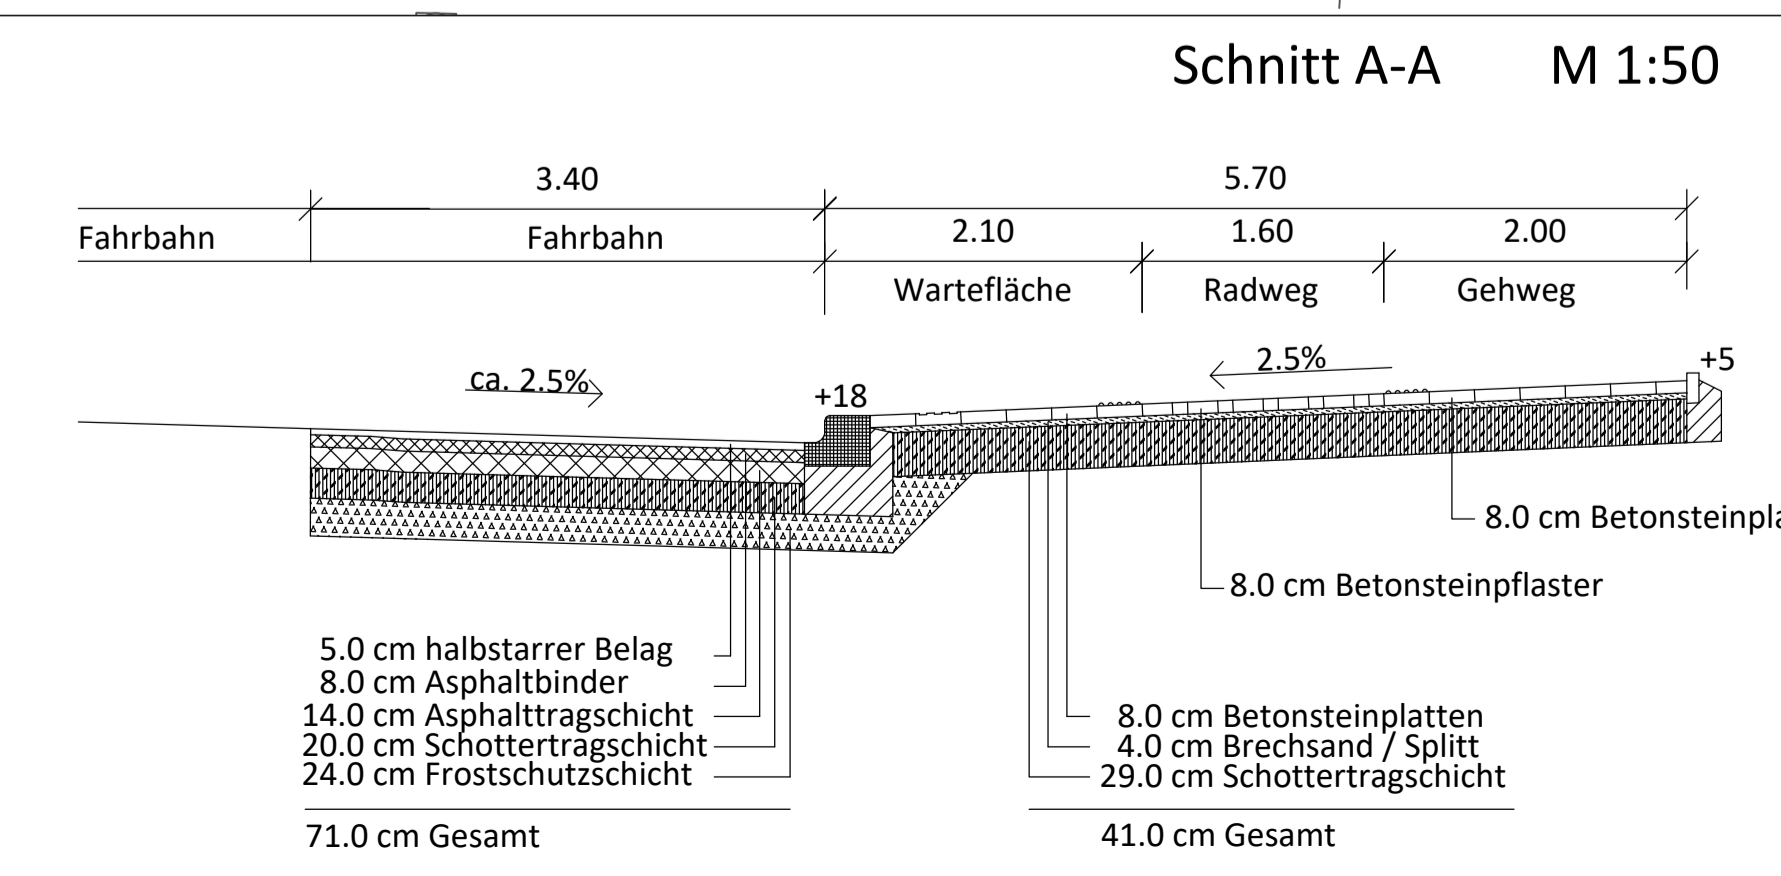 Schnitt A-A M 1:50
3.40 5.70
Fahrbahn Fahrbahn 2.10 1.60 2.00
Wartefläche Radweg Gehweg
ca. 2.5% +18 2.5% +5
8.0 cm Betonsteinpla
8.0 cm Betonsteinpflaster
5.0 cm halbstarrer Belag
8.0 cm Asphaltbinder
14.0 cm Asphalttragschicht
20.0 cm Schottertragschicht
24.0 cm Frostschutzschicht
71.0 cm Gesamt
8.0 cm Betonsteinplatten
4.0 cm Brechsand / Splitt
29.0 cm Schottertragschicht
41.0 cm Gesamt